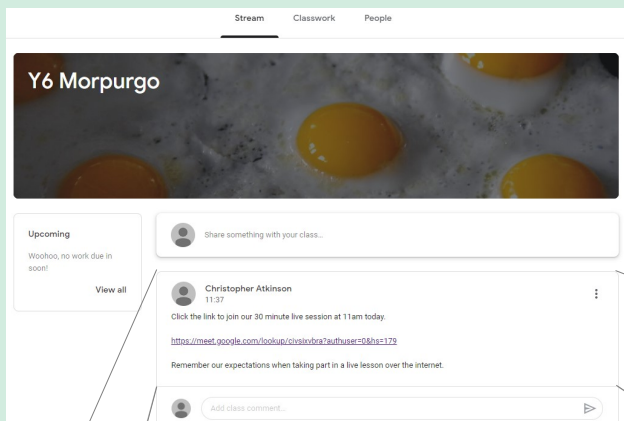 Stream Classwork People
Y6 Morpurgo
Upcoming
Woohoo, no work due in
soon!
View all
Share something with your class...
Christopher Atkinson
11:37
Click the link to join our 30 minute live session at 11am today.
https://meet.google.com/lookup/civsixvbra?authuser=0&hs=179
Remember our expectations when taking part in a live lesson over the internet.
Add class comment...